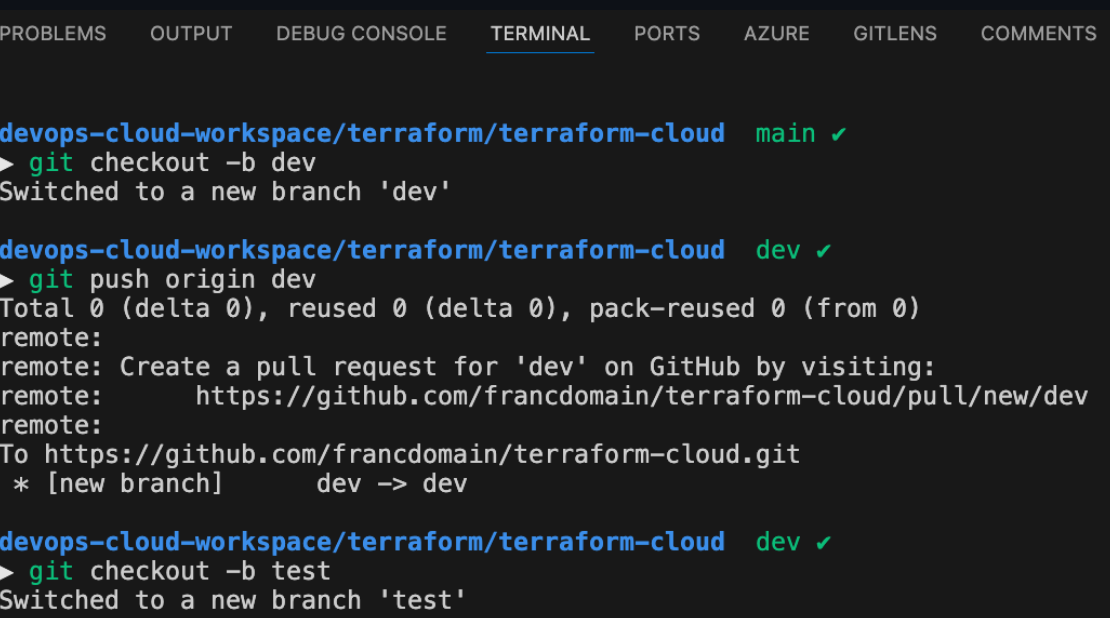 PROBLEMS OUTPUT DEBUG CONSOLE TERMINAL PORTS AZURE GITLENS COMMENTS
devops-cloud-workspace/terraform/terraform-cloud main ✔
▶ git checkout -b dev
Switched to a new branch 'dev'
devops-cloud-workspace/terraform/terraform-cloud dev ✔
▶ git push origin dev
Total 0 (delta 0), reused 0 (delta 0), pack-reused 0 (from 0)
remote:
remote: Create a pull request for 'dev' on GitHub by visiting:
remote:      https://github.com/francdomain/terraform-cloud/pull/new/dev
remote:
To https://github.com/francdomain/terraform-cloud.git
 * [new branch]      dev -> dev
devops-cloud-workspace/terraform/terraform-cloud dev ✔
▶ git checkout -b test
Switched to a new branch 'test'